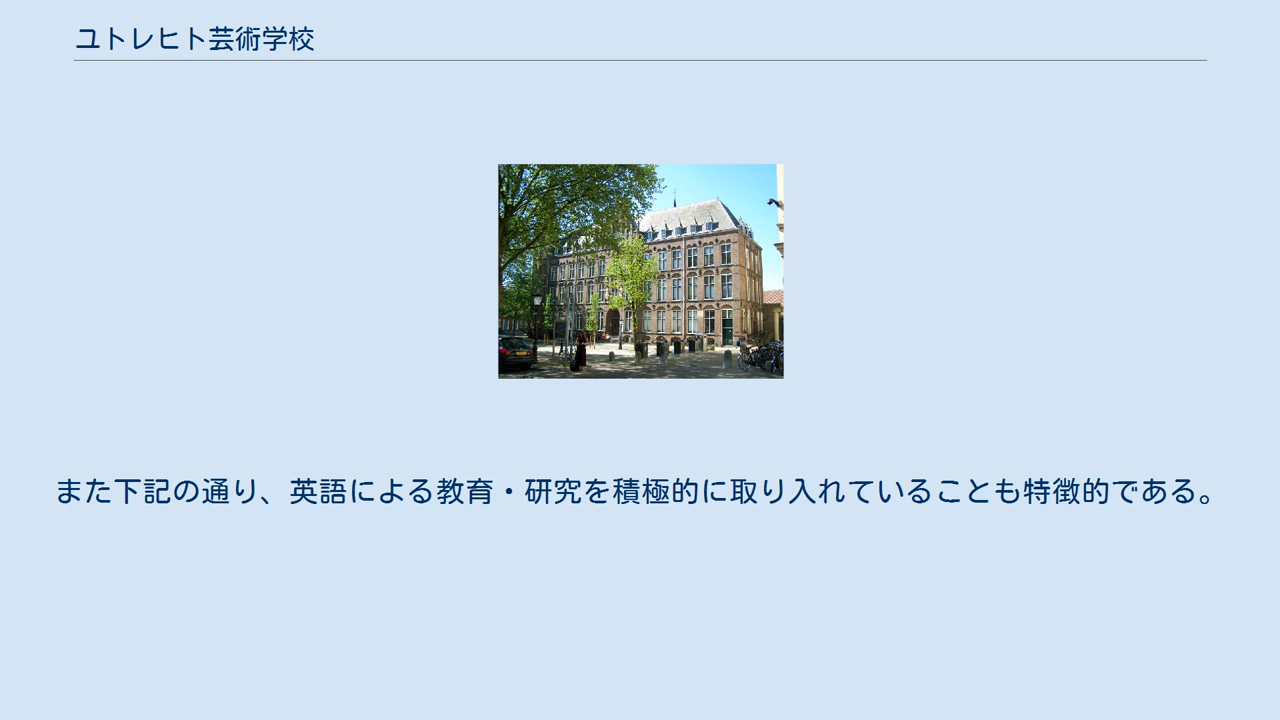 ユトレヒト芸術学校
また下記の通り、英語による教育・研究を積極的に取り入れていることも特徴的である。